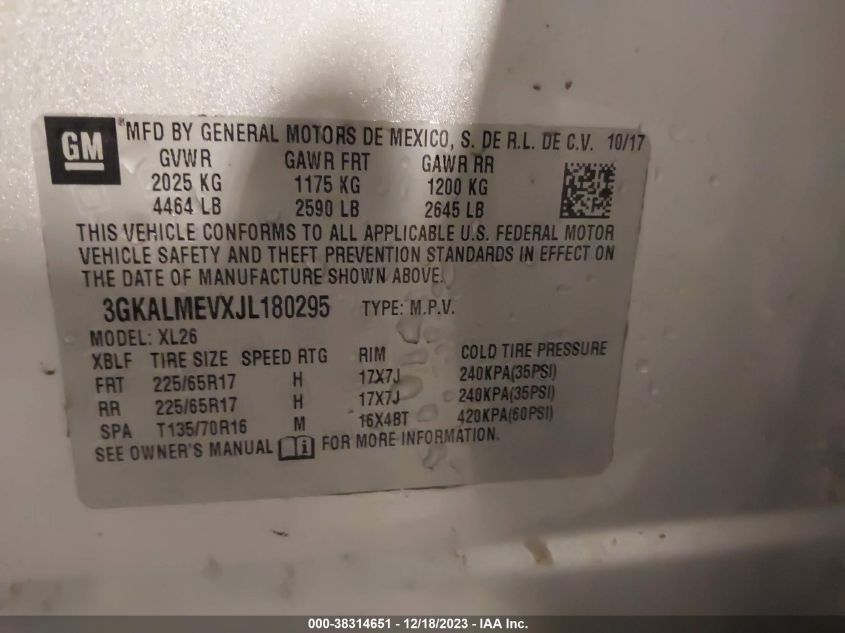 GM
MFD BY GENERAL MOTORS DE MEXICO, S. DE R.L. DE C.V. 10/17
GVWR GAWR FRT GAWR RR
2025 KG 1175 KG 1200 KG
4464 LB 2590 LB 2645 LB
THIS VEHICLE CONFORMS TO ALL APPLICABLE U.S. FEDERAL MOTOR
VEHICLE SAFETY AND THEFT PREVENTION STANDARDS IN EFFECT ON
THE DATE OF MANUFACTURE SHOWN ABOVE.
3GKALMEVXJL180295 TYPE: M.P.V.
MODEL: XL26
XBLF TIRE SIZE SPEED RTG RIM COLD TIRE PRESSURE
FRT 225/65R17 H 17X7J 240KPA(35PSI)
RR 225/65R17 H 17X7J 240KPA(35PSI)
SPA T135/70R16 M 16X4BT 420KPA(60PSI)
SEE OWNER'S MANUAL FOR MORE INFORMATION.
000-38314651 / 12/18/2023 - IAA Inc.